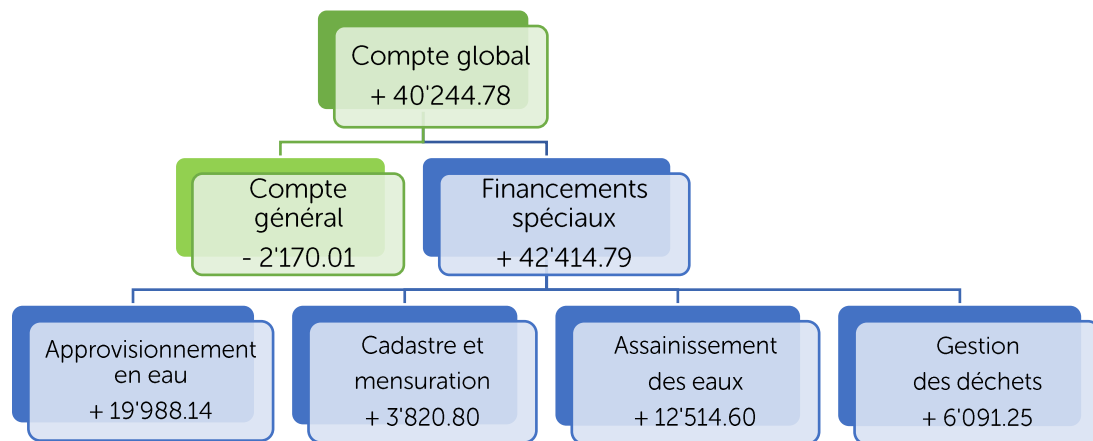 Compte global
+ 40'244.78
Compte
général
- 2'170.01
Financements
spéciaux
+ 42'414.79
Approvisionnement
en eau
+ 19'988.14
Cadastre et
mensuration
+ 3'820.80
Assainissement
des eaux
+ 12'514.60
Gestion
des déchets
+ 6'091.25